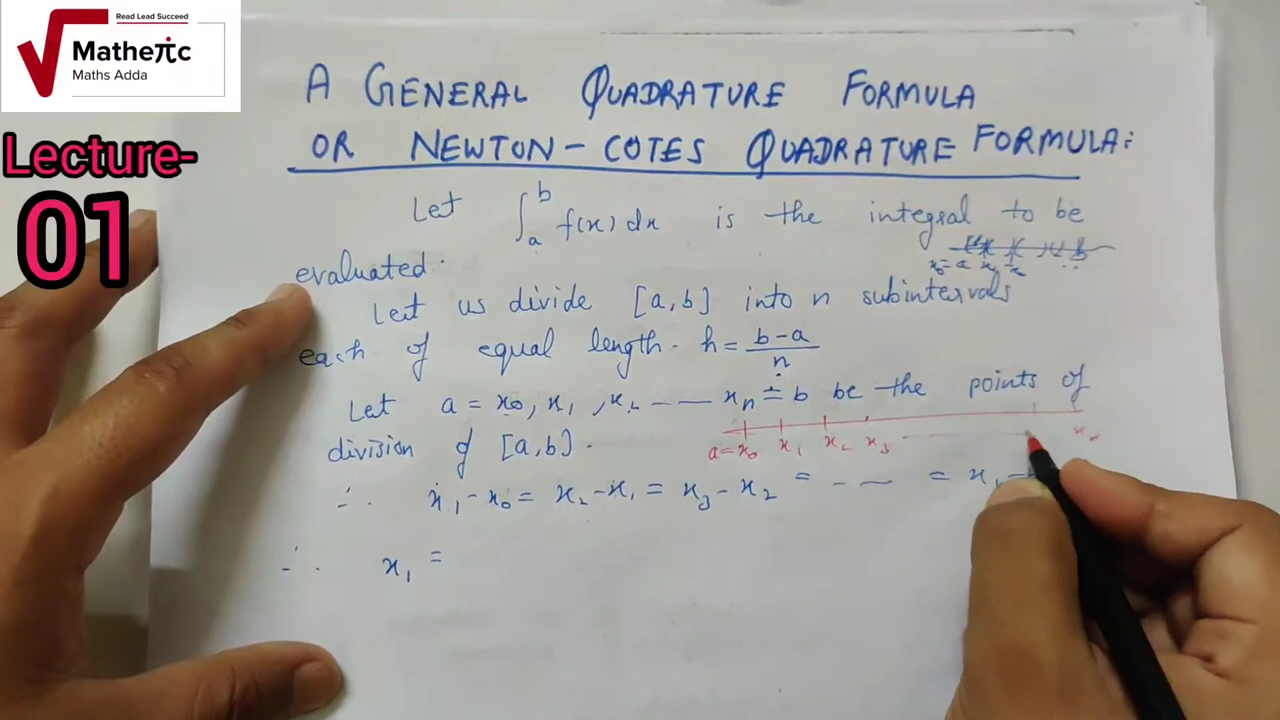 Read Lead Succeed
Matheπc
Maths Adda
Lecture-
01
A GENERAL QUADRATURE FORMULA
OR NEWTON-COTES QUADRATURE FORMULA:
Let ∫_a^b f(x) dx is the integral to be
evaluated.
Let us divide [a,b] into n subintervals
each of equal length. h = (b-a)/n
Let a = x₀, x₁, x₂ ---- xₙ = b be the points of
division of [a,b].
a=x₀ x₁ x₂ x₃
∴ x₁ - x₀ = x₂ - x₁ = x₃ - x₂ = - — =
∴ x₁ =